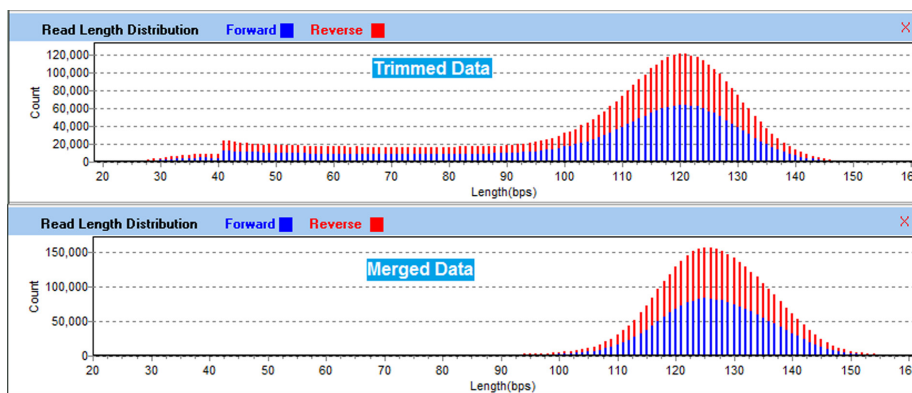 Read Length Distribution Forward Reverse X
Trimmed Data
120,000
100,000
80,000
60,000
40,000
20,000
0
Count
20 30 40 50 60 70 80 90 100 110 120 130 140 150 160
Length(bps)
Read Length Distribution Forward Reverse X
Merged Data
150,000
100,000
50,000
0
Count
20 30 40 50 60 70 80 90 100 110 120 130 140 150 160
Length(bps)